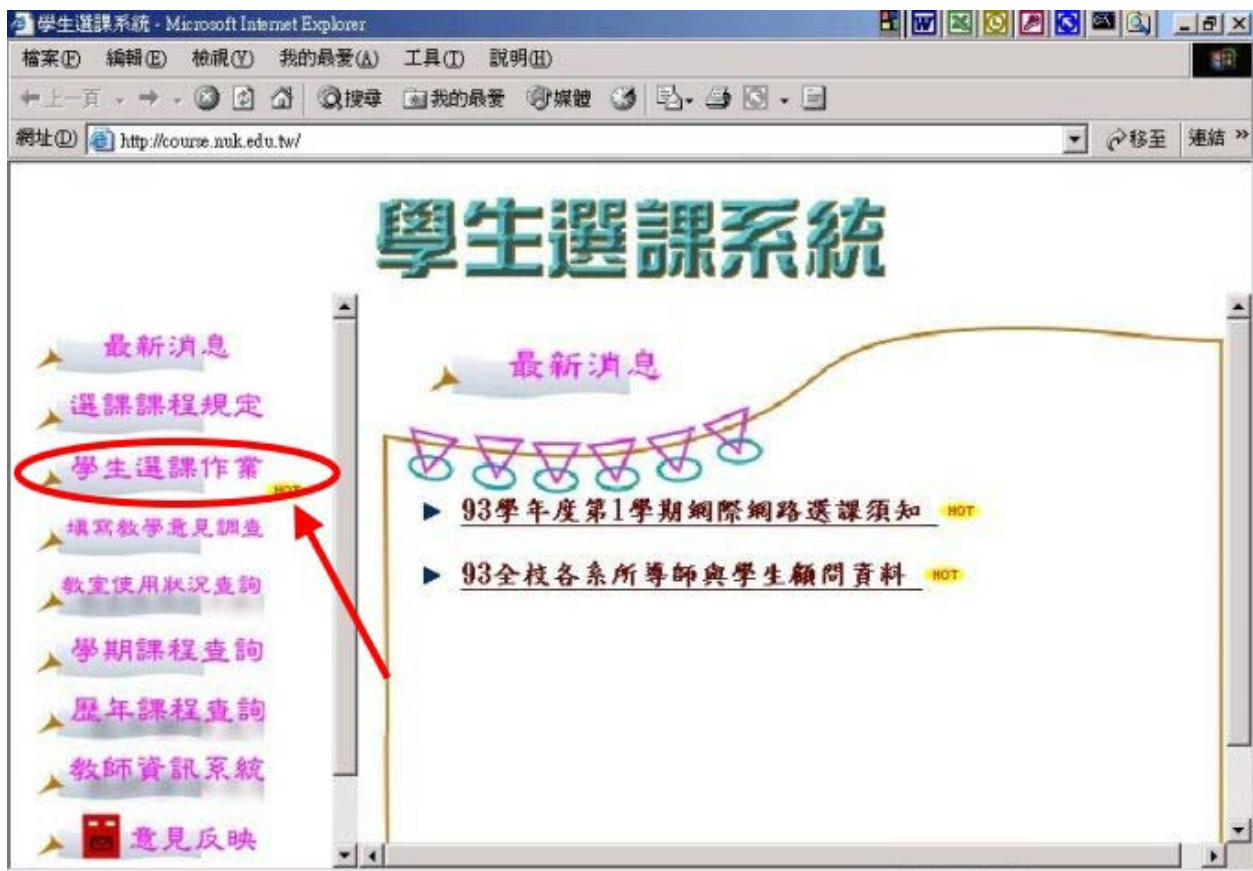 學生選課系統 - Microsoft Internet Explorer
檔案(F) 編輯(E) 檢視(V) 我的最愛(A) 工具(T) 說明(H)
上一頁 搜尋 我的最愛 媒體
網址(D) http://course.nuk.edu.tw/ 移至 連結 »
學生選課系統
最新消息
選課課程規定
學生選課作業
HOT
填寫教學意見調查
教室使用狀況查詢
學期課程查詢
歷年課程查詢
教師資訊系統
意見反映
最新消息
93學年度第1學期網際網路選課須知 HOT
93全校各系所導師與學生顧問資料 HOT